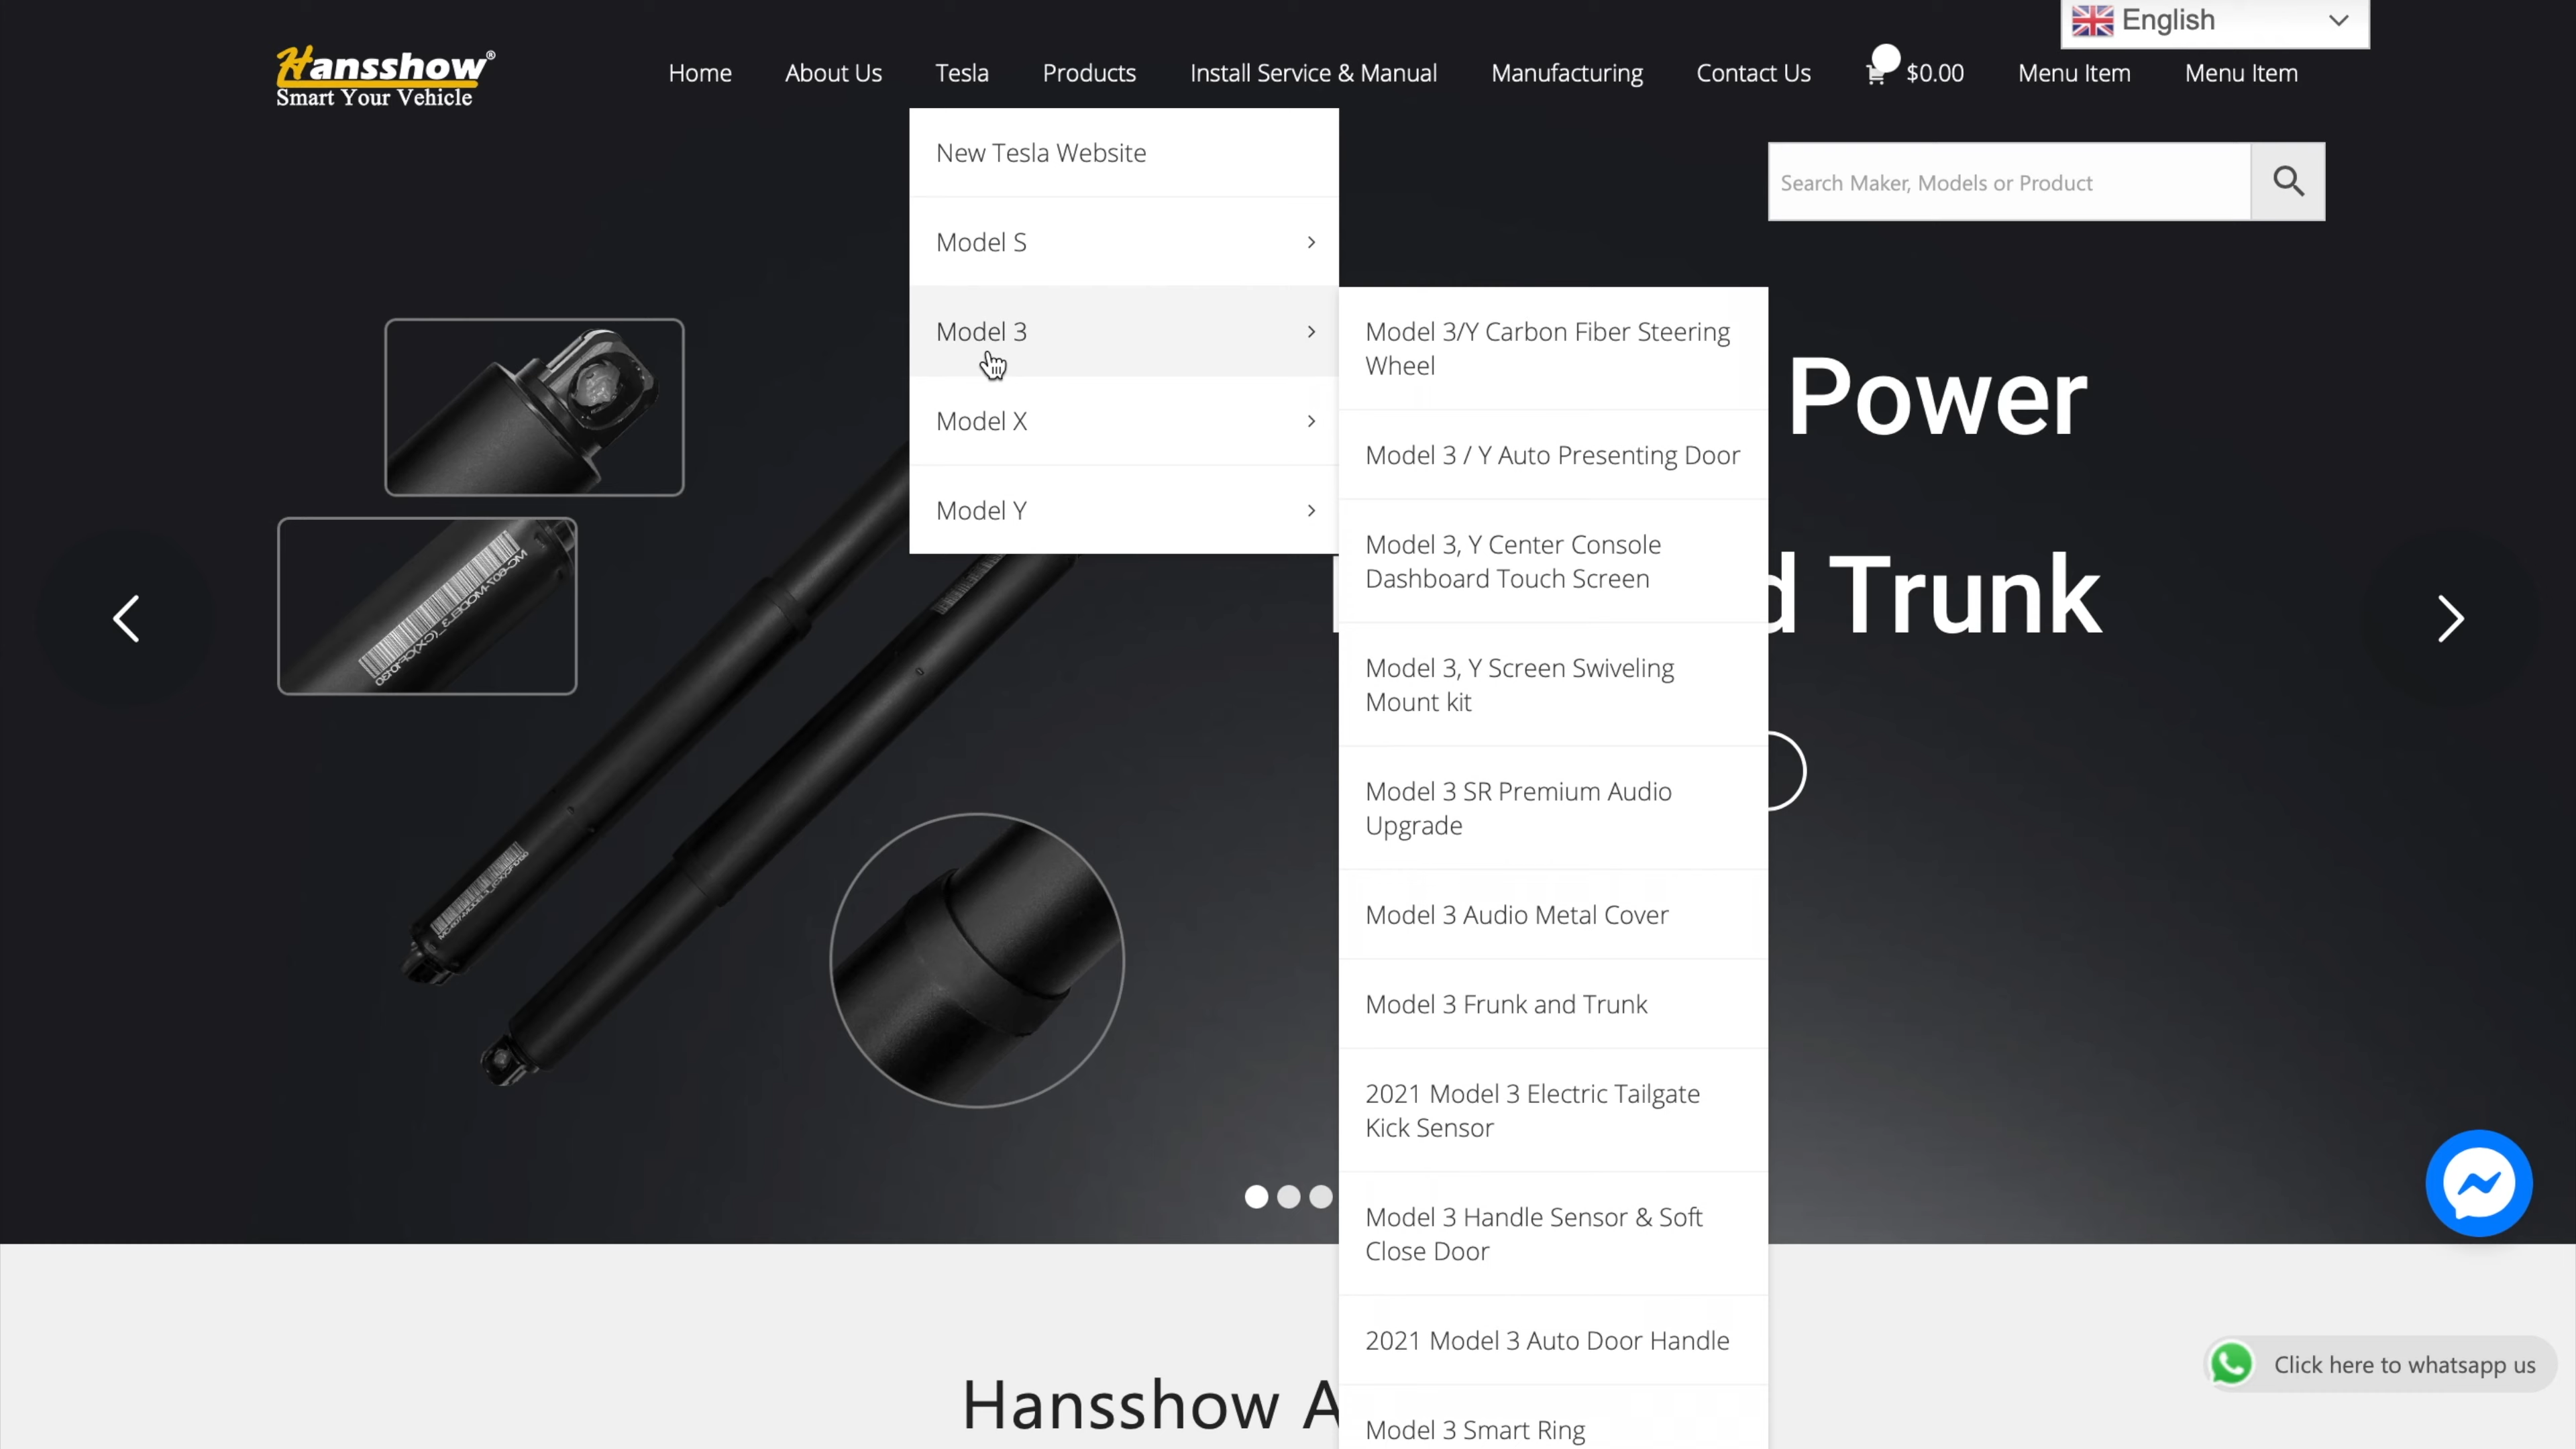 English
Hansshow®
Smart Your Vehicle
Home
About Us
Tesla
Products
Install Service & Manual
Manufacturing
Contact Us
$0.00
Menu Item
Menu Item
Search Maker, Models or Product
New Tesla Website
Model S
Model 3
Model X
Model Y
Model 3/Y Carbon Fiber Steering
Wheel
Model 3 / Y Auto Presenting Door
Model 3, Y Center Console
Dashboard Touch Screen
Model 3, Y Screen Swiveling
Mount kit
Model 3 SR Premium Audio
Upgrade
Model 3 Audio Metal Cover
Model 3 Frunk and Trunk
2021 Model 3 Electric Tailgate
Kick Sensor
Model 3 Handle Sensor & Soft
Close Door
2021 Model 3 Auto Door Handle
Model 3 Smart Ring
Power
d Trunk
Hansshow A
Click here to whatsapp us